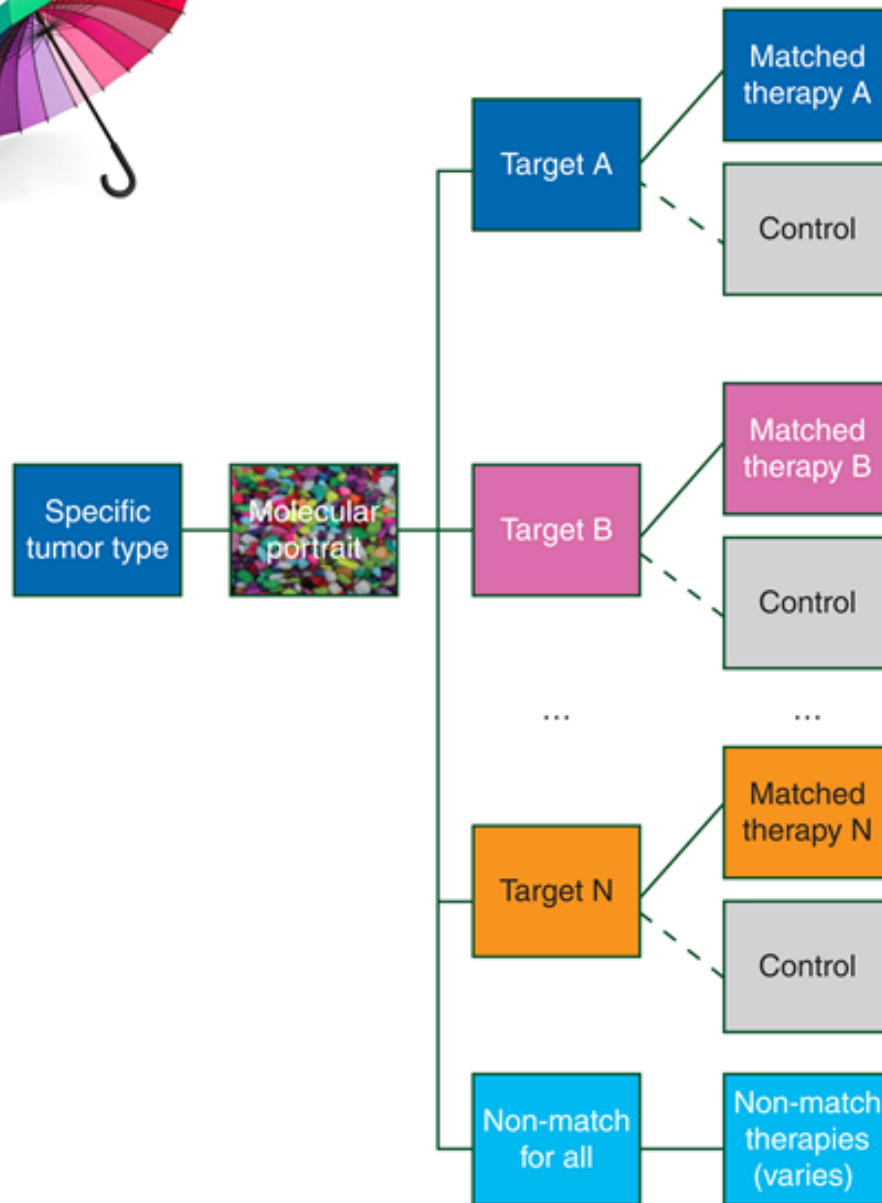 Matched
therapy A
Target A
Control
Matched
therapy B
Specific
tumor type
Molecular
portrait
Target B
Control
...
...
Matched
therapy N
Target N
Control
Non-match
for all
Non-match
therapies
(varies)